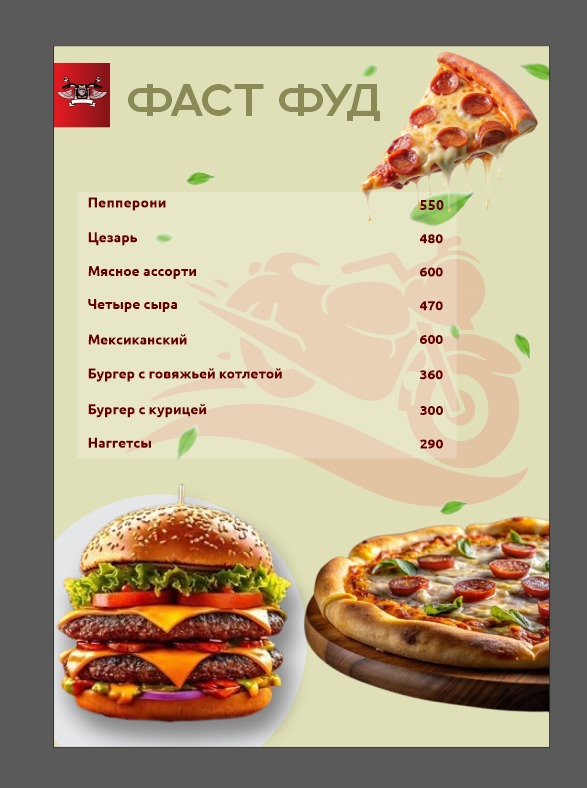 ФАСТ ФУД
Пепперони 550
Цезарь 480
Мясное ассорти 600
Четыре сыра 470
Мексиканский 600
Бургер с говяжьей котлетой 360
Бургер с курицей 300
Наггетсы 290